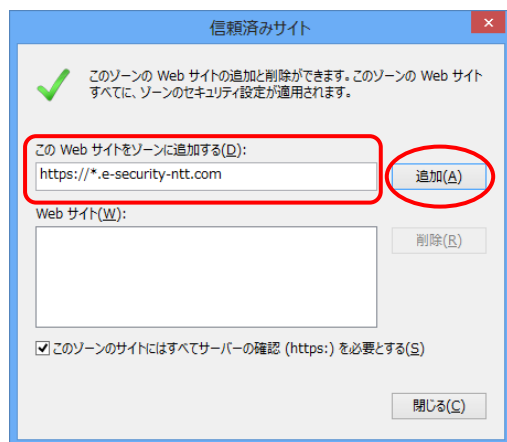 信頼済みサイト
このゾーンの Web サイトの追加と削除ができます。このゾーンの Web サイト
すべてに、ゾーンのセキュリティ設定が適用されます。
この Web サイトをゾーンに追加する(D):
https://*.e-security-ntt.com
追加(A)
Web サイト(W):
削除(R)
このゾーンのサイトにはすべてサーバーの確認 (https:) を必要とする(S)
閉じる(C)